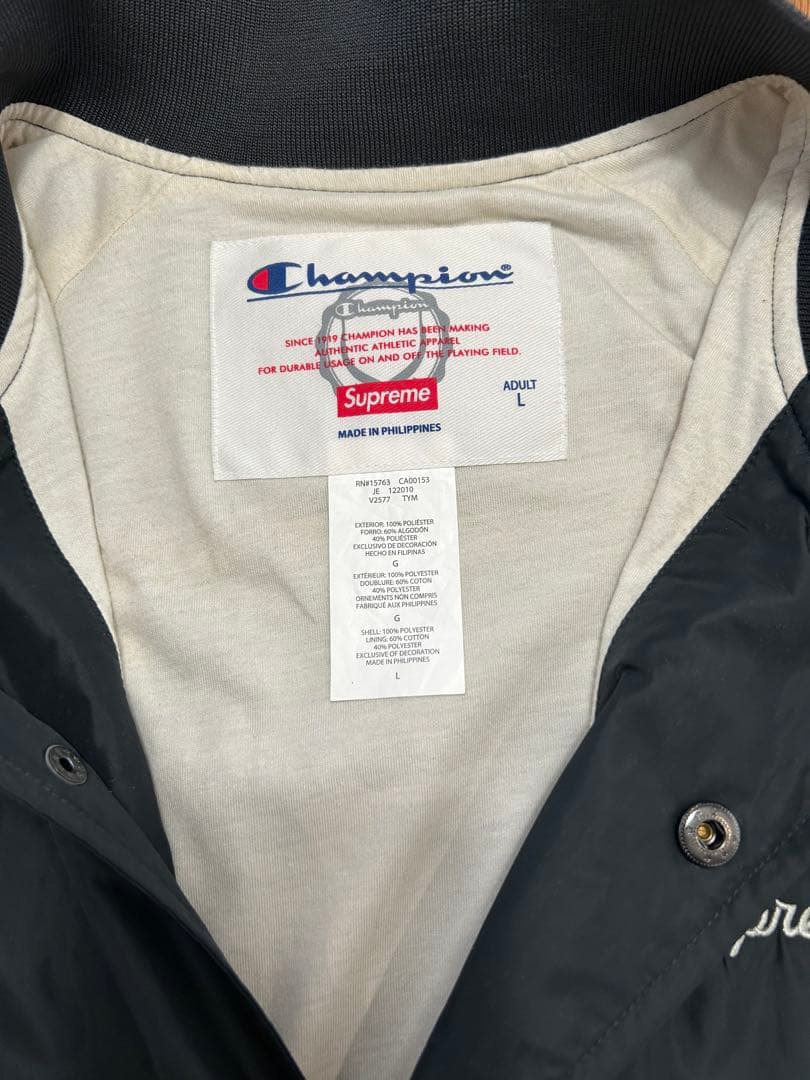 Champion®
Champion
SINCE 1919 CHAMPION HAS BEEN MAKING
AUTHENTIC ATHLETIC APPAREL
FOR DURABLE USAGE ON AND OFF THE PLAYING FIELD.
Supreme
ADULT
L
MADE IN PHILIPPINES
RN#15763 CA00153
JE 122010
V2577 TYM
EXTERIOR: 100% POLIÉSTER
FORRO: 60% ALGODÓN
40% POLIÉSTER
EXCLUSIVO DE DECORACIÓN
HECHO EN FILIPINAS
G
EXTÉRIEUR: 100% POLYESTER
DOUBLURE: 60% COTON
40% POLYESTER
ORNEMENTS NON COMPRIS
FABRIQUÉ AUX PHILIPPINES
G
SHELL: 100% POLYESTER
LINING: 60% COTTON
40% POLYESTER
EXCLUSIVE OF DECORATION
MADE IN PHILIPPINES
L